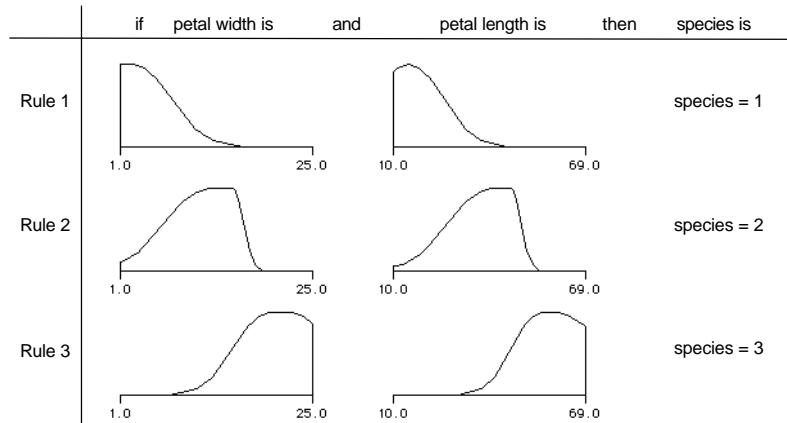 if petal width is and petal length is then species is
Rule 1 species = 1
1.0 25.0 10.0 69.0
Rule 2 species = 2
1.0 25.0 10.0 69.0
Rule 3 species = 3
1.0 25.0 10.0 69.0